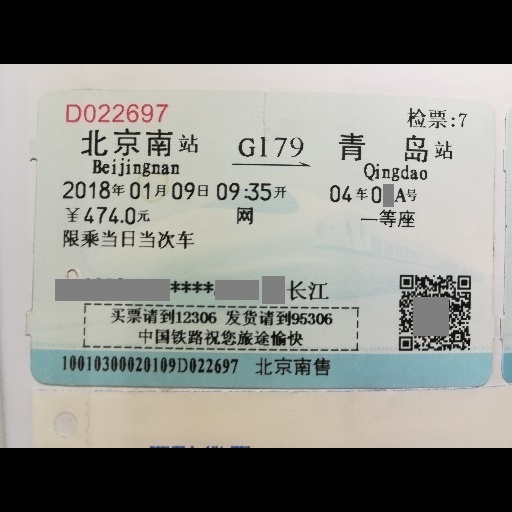 D022697 检票:7
北京南站 G179 青岛站
Beijingnan Qingdao
2018年01月09日09:35开 04车0 A号
￥474.0元 网 一等座
限乘当日当次车
**** 长江
买票请到12306 发货请到95306
中国铁路祝您旅途愉快
10010300020109D022697 北京南售